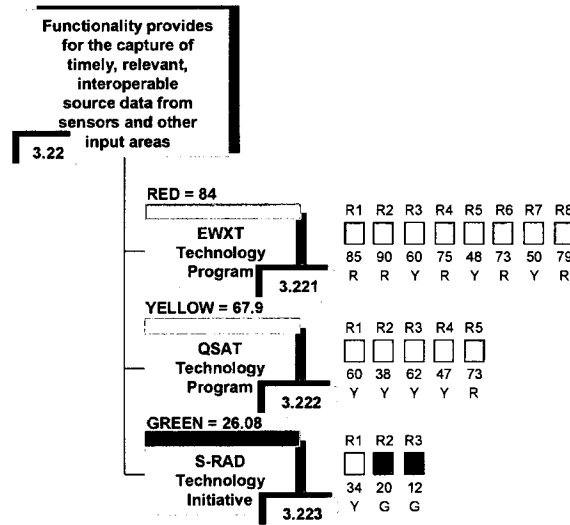 Functionality provides
for the capture of
timely, relevant,
interoperable
source data from
sensors and other
input areas
3.22
RED = 84
EWXT
Technology
Program
3.221
R1 R2 R3 R4 R5 R6 R7 R8
85 90 60 75 48 73 50 79
R R Y R Y R Y R
YELLOW = 67.9
QSAT
Technology
Program
3.222
R1 R2 R3 R4 R5
60 38 62 47 73
Y Y Y Y R
GREEN = 26.08
S-RAD
Technology
Initiative
3.223
R1 R2 R3
34 20 12
Y G G